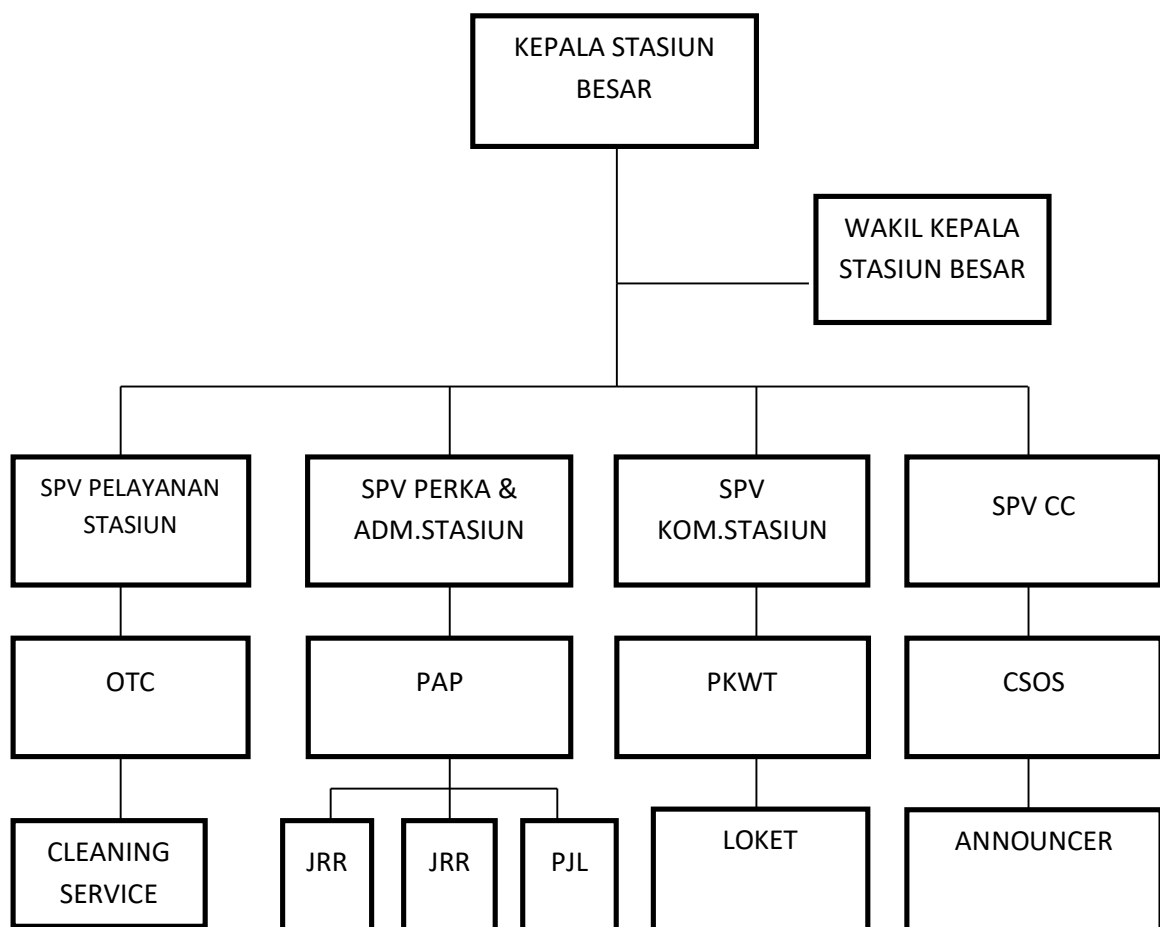 KEPALA STASIUN
BESAR
WAKIL KEPALA
STASIUN BESAR
SPV PELAYANAN
STASIUN
SPV PERKA &
ADM.STASIUN
SPV
KOM.STASIUN
SPV CC
OTC
PAP
PKWT
CSOS
CLEANING
SERVICE
JRR
JRR
PJL
LOKET
ANNOUNCER